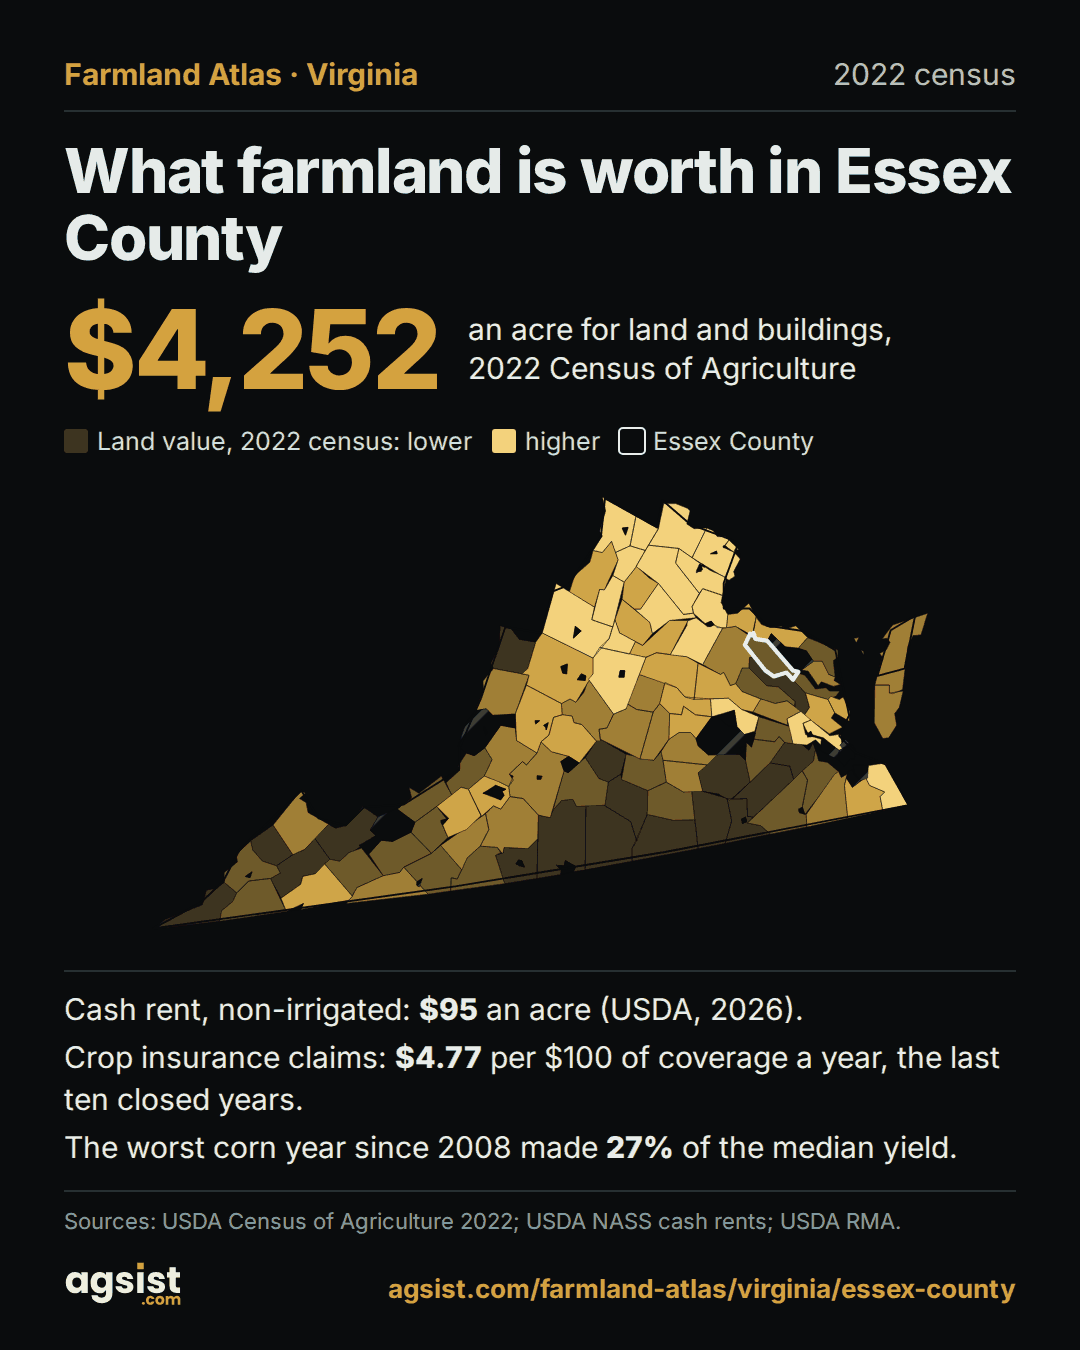 Farmland Atlas · Virginia
2022 census
What farmland is worth in Essex
County
$4,252
an acre for land and buildings,
2022 Census of Agriculture
Land value, 2022 census: lower
higher
Essex County
Cash rent, non-irrigated: $95 an acre (USDA, 2026).
Crop insurance claims: $4.77 per $100 of coverage a year, the last
ten closed years.
The worst corn year since 2008 made 27% of the median yield.
Sources: USDA Census of Agriculture 2022; USDA NASS cash rents; USDA RMA.
agsist
.com
agsist.com/farmland-atlas/virginia/essex-county